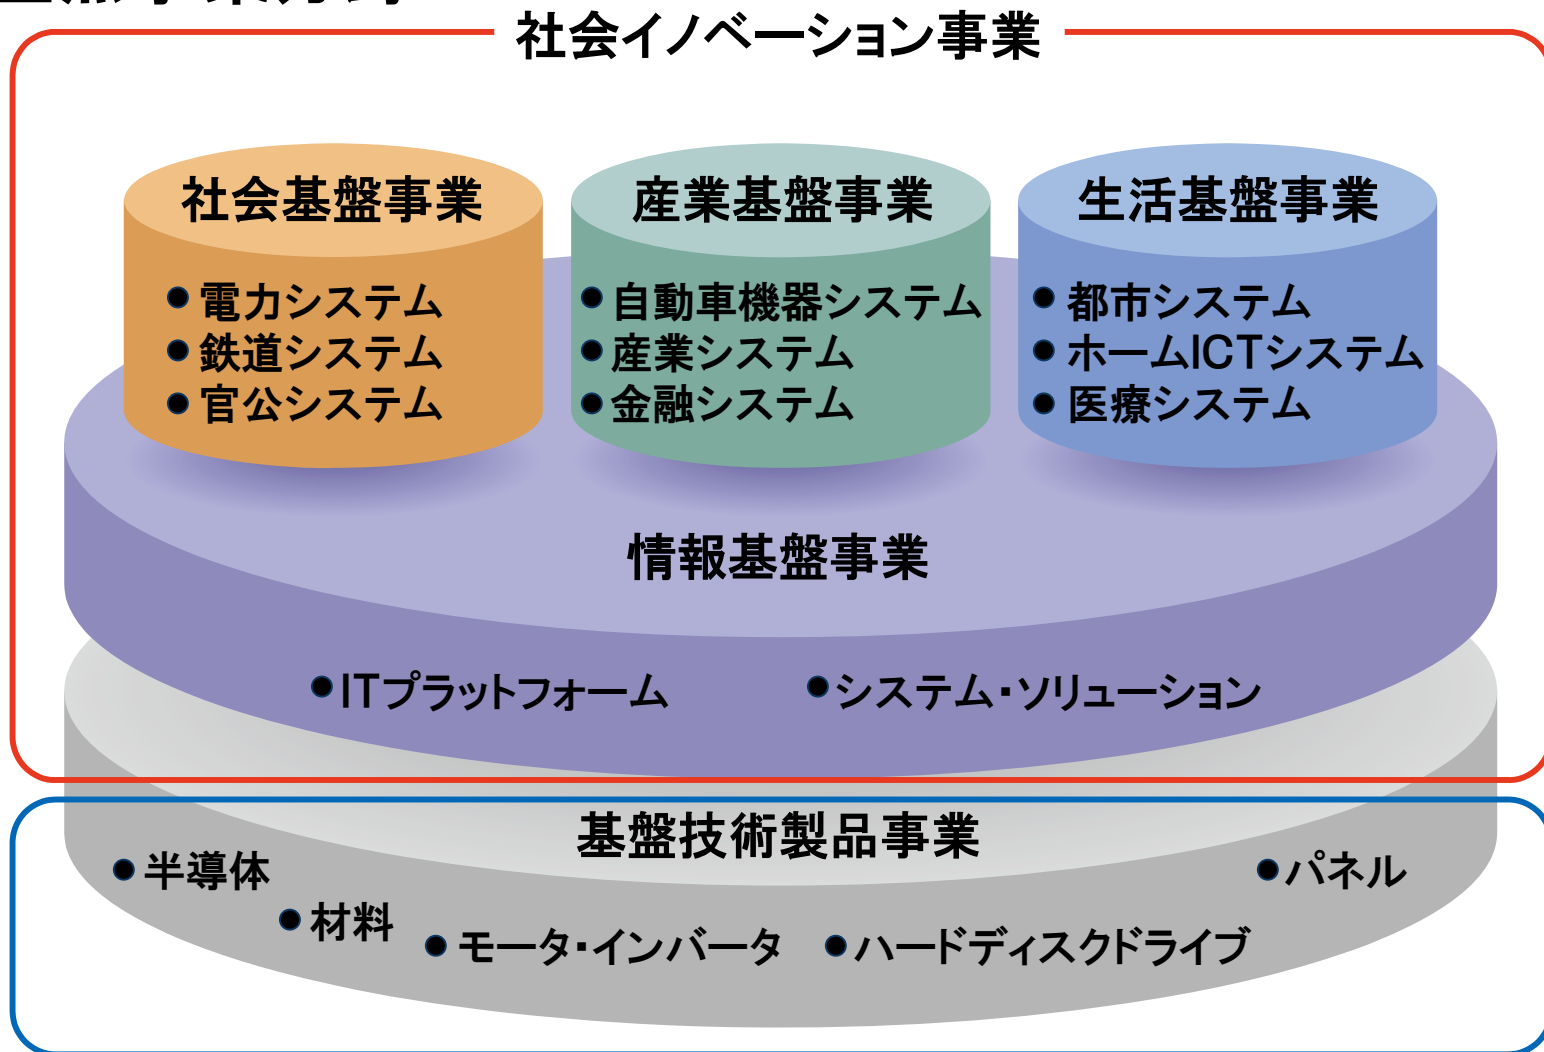 社会イノベーション事業
社会基盤事業
● 電力システム
● 鉄道システム
● 官公システム
産業基盤事業
● 自動車機器システム
● 産業システム
● 金融システム
生活基盤事業
● 都市システム
● ホームICTシステム
● 医療システム
情報基盤事業
● ITプラットフォーム
● システム・ソリューション
基盤技術製品事業
● 半導体
● 材料
● モータ・インバータ
● ハードディスクドライブ
● パネル